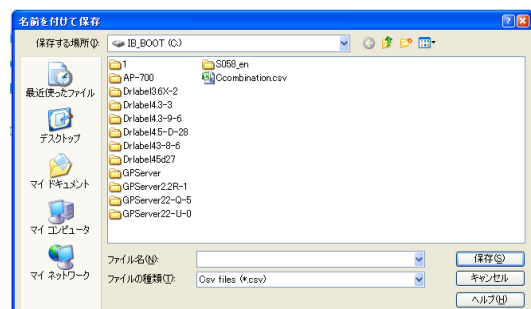 名前を付けて保存
保存する場所(I):
IB_BOOT (C:)
最近使ったファイル
デスクトップ
マイ ドキュメント
マイ コンピュータ
マイ ネットワーク
1
AP-700
Drlabel3.6X-2
Drlabel4.3-3
Drlabel4.3-9-6
Drlabel4.5-D-28
Drlabel43-8-6
Drlabel45d27
GPServer
GPServer2.2R-1
GPServer22-Q-5
GPServer22-U-0
S058_en
Ccombination.csv
ファイル名(N):
保存(S)
ファイルの種類(T):
Csv files (*.csv)
キャンセル
ヘルプ(H)